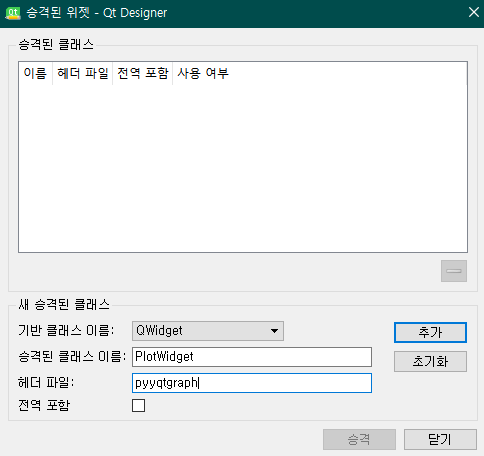 승격된 위젯 - Qt Designer
승격된 클래스
이름 헤더 파일 전역 포함 사용 여부
새 승격된 클래스
기반 클래스 이름: QWidget 추가
승격된 클래스 이름: PlotWidget 초기화
헤더 파일: pyyqtgraph
전역 포함
승격 닫기